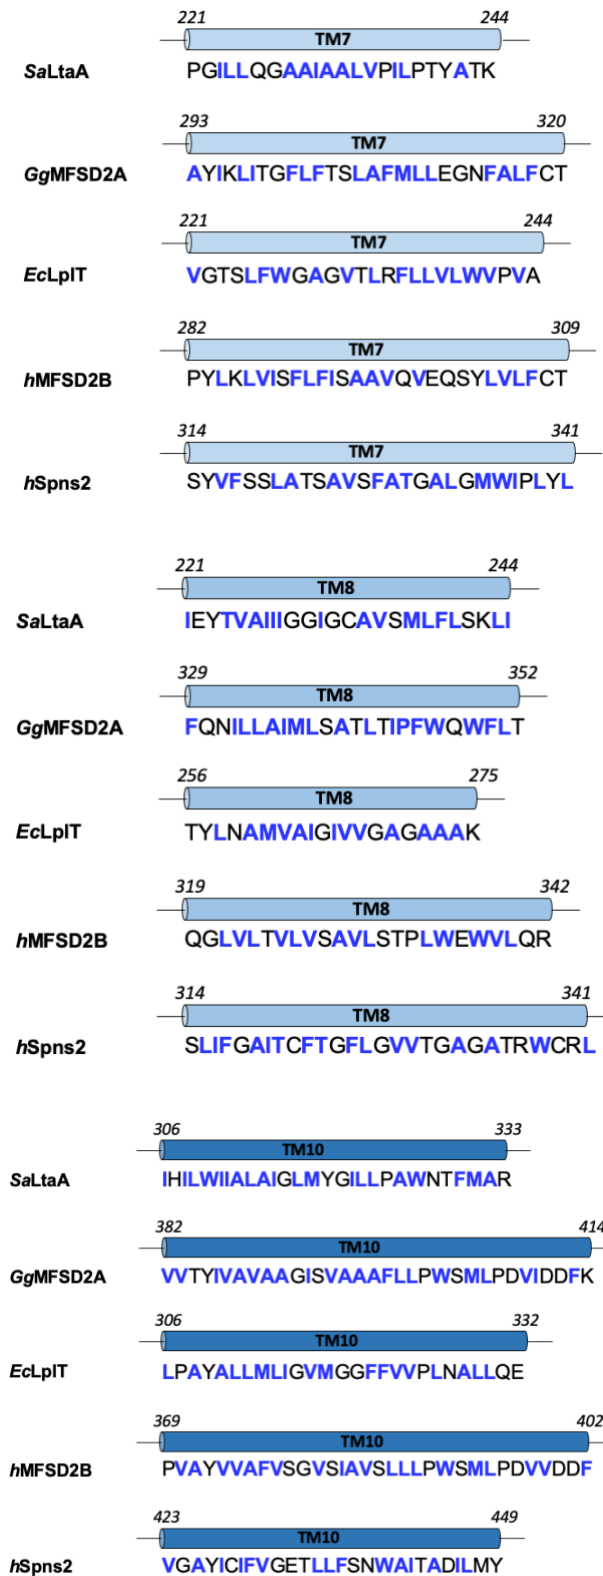 221 244
TM7
SaLtaA PGILLQGAAIAALVPILPTYATK
293 320
TM7
GgMFSD2A AYIKLITGFLFTSLAFMLLEGNFALFCT
221 244
TM7
EcLplT VGTSLFWGAGVTLRFLLVLWVPVA
282 309
TM7
hMFSD2B PYLKLVISFLFISAAVQVEQSYLVLFCT
314 341
TM7
hSpns2 SYVFSSLATSAVSFATGALGMWIPLYL
221 244
TM8
SaLtaA IEYTVAIIIGGIGCAVSMLFLSKLI
329 352
TM8
GgMFSD2A FQNILLAIMLSATLTIPFWQWFLT
256 275
TM8
EcLplT TYLNAMVAIGIVVGAGAAAK
319 342
TM8
hMFSD2B QGLVLTVLVSAVLSTPLWEWVLQR
314 341
TM8
hSpns2 SLIFGAITCFTGFLGVVTGAGATRWCRL
306 333
TM10
SaLtaA IHILWIIALAIGLMYGILLPAWNTFMAR
382 414
TM10
GgMFSD2A VVTYIVAVAAGISVAAAFLLPWSMLPDVIDDFK
306 332
TM10
EcLplT LPAYALLMLIGVMGGFFVVPLNALLQE
369 402
TM10
hMFSD2B PVAYVVAFVSGVSIAVSLLLPWSMLPDVVDDF
423 449
TM10
hSpns2 VGAYICIFVGETLLFSNWAITADILMY